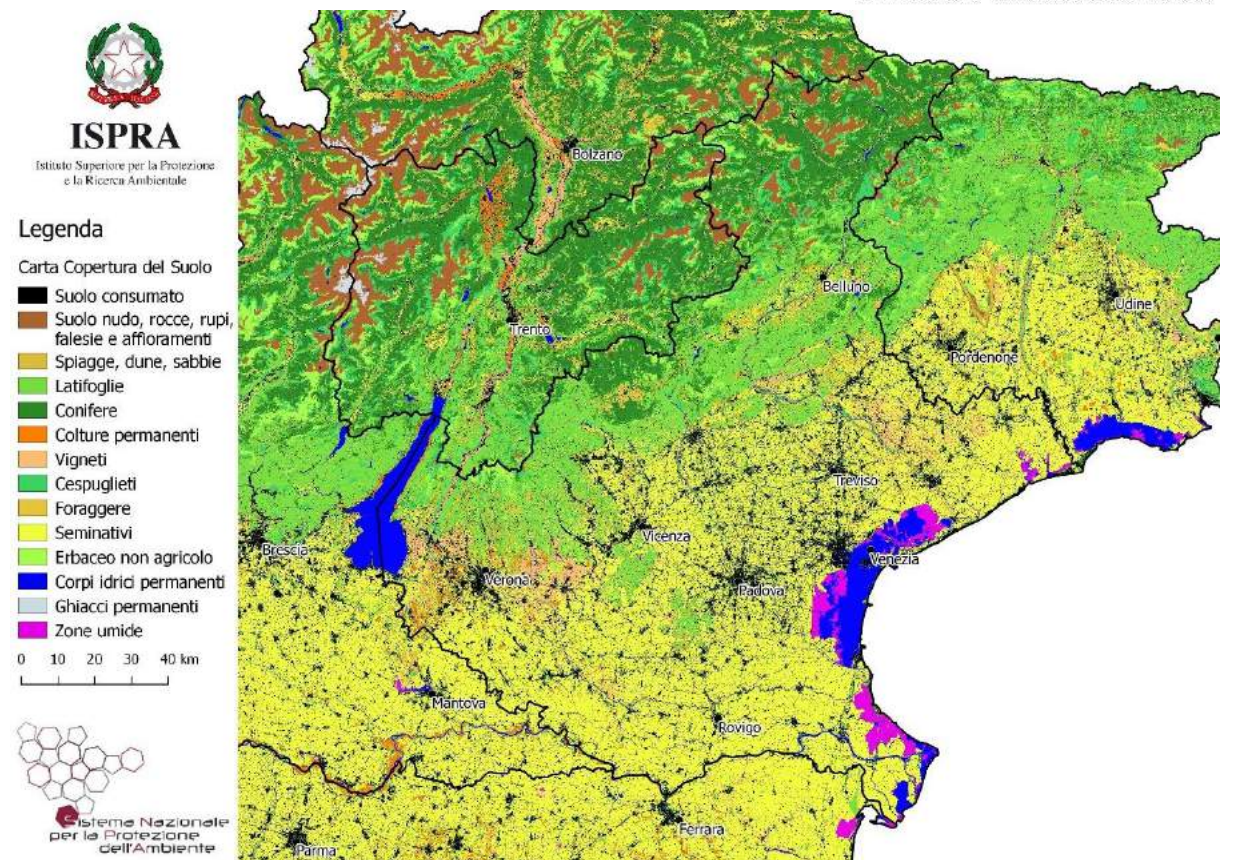 ISPRA
Istituto Superiore per la Protezione
e la Ricerca Ambientale
Legenda
Carta Copertura del Suolo
Suolo consumato
Suolo nudo, rocce, rupi,
falesie e affioramenti
Spiagge, dune, sabbie
Latifoglie
Conifere
Colture permanenti
Vigneti
Cespuglieti
Foraggere
Seminativi
Erbaceo non agricolo
Corpi idrici permanenti
Ghiacci permanenti
Zone umide
0 10 20 30 40 km
Sistema Nazionale
per la Protezione
dell'Ambiente
Bolzano
Trento
Belluno
Udine
Pordenone
Treviso
Brescia
Vicenza
Venezia
Verona
Padova
Mantova
Rovigo
Ferrara
Parma